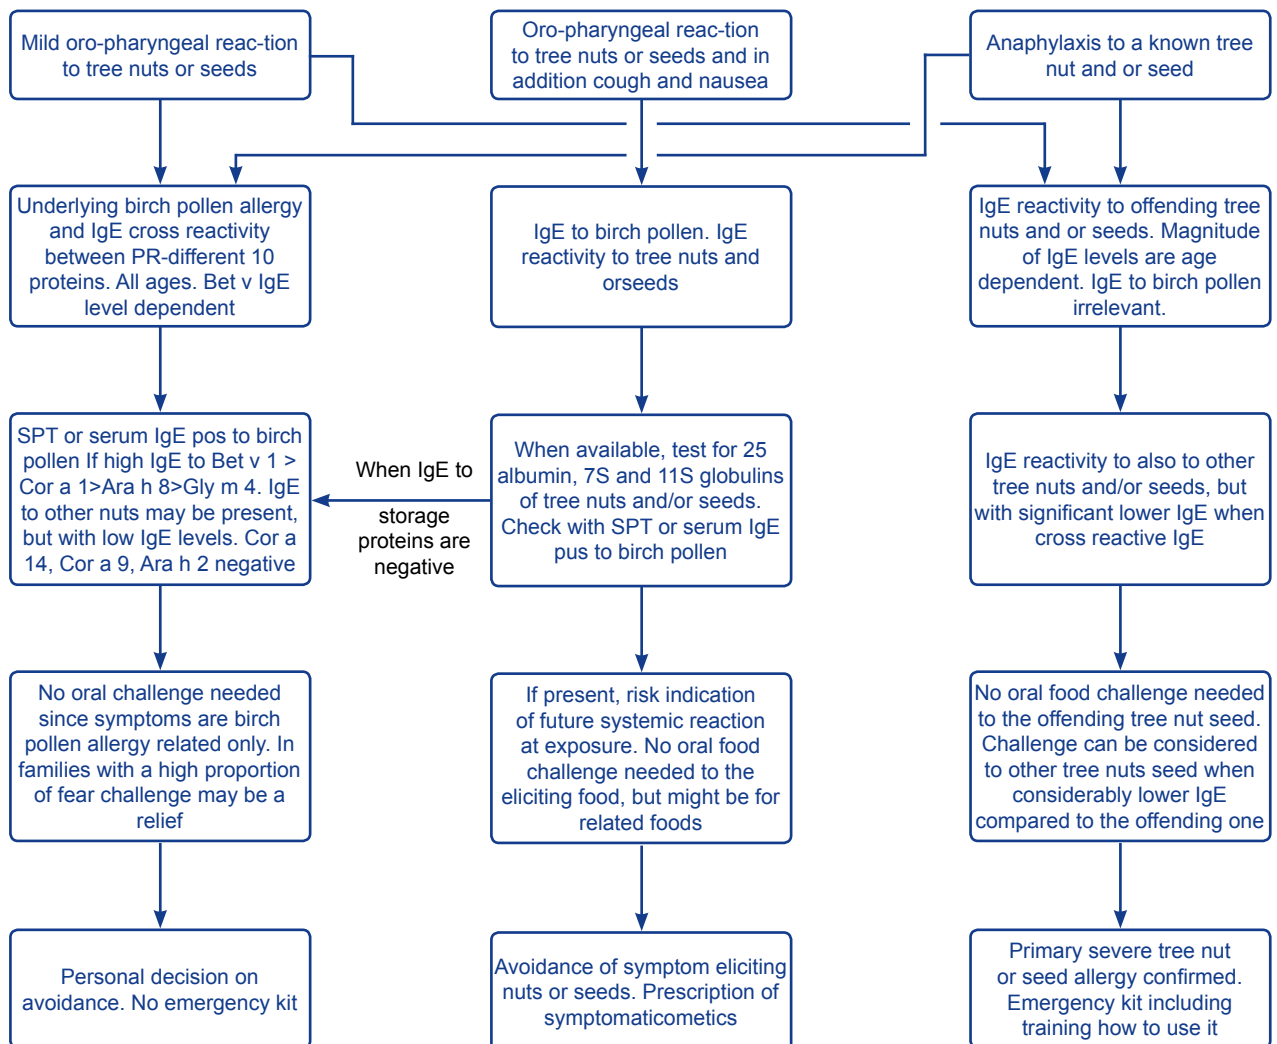 Mild oro-pharyngeal reac-tion
to tree nuts or seeds
Oro-pharyngeal reac-tion
to tree nuts or seeds and in
addition cough and nausea
Anaphylaxis to a known tree
nut and or seed
Underlying birch pollen allergy
and IgE cross reactivity
between PR-different 10
proteins. All ages. Bet v IgE
level dependent
IgE to birch pollen. IgE
reactivity to tree nuts and
orseeds
IgE reactivity to offending tree
nuts and or seeds. Magnitude
of IgE levels are age
dependent. IgE to birch pollen
irrelevant.
SPT or serum IgE pos to birch
pollen If high IgE to Bet v 1 >
Cor a 1>Ara h 8>Gly m 4. IgE
to other nuts may be present,
but with low IgE levels. Cor a
14, Cor a 9, Ara h 2 negative
When IgE to
storage
proteins are
negative
When available, test for 25
albumin, 7S and 11S globulins
of tree nuts and/or seeds.
Check with SPT or serum IgE
pus to birch pollen
IgE reactivity to also to other
tree nuts and/or seeds, but
with significant lower IgE when
cross reactive IgE
No oral challenge needed
since symptoms are birch
pollen allergy related only. In
families with a high proportion
of fear challenge may be a
relief
If present, risk indication
of future systemic reaction
at exposure. No oral food
challenge needed to the
eliciting food, but might be for
related foods
No oral food challenge needed
to the offending tree nut seed.
Challenge can be considered
to other tree nuts seed when
considerably lower IgE
compared to the offending one
Personal decision on
avoidance. No emergency kit
Avoidance of symptom eliciting
nuts or seeds. Prescription of
symptomaticometics
Primary severe tree nut
or seed allergy confirmed.
Emergency kit including
training how to use it